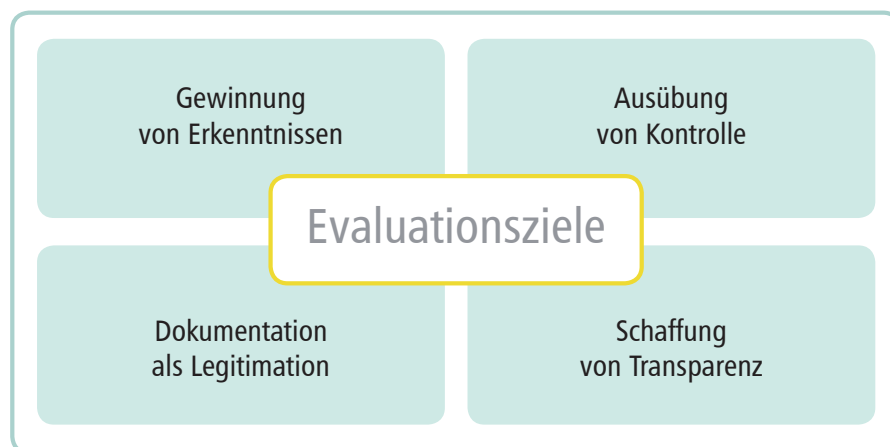 Gewinnung
von Erkenntnissen
Ausübung
von Kontrolle
Evaluationsziele
Dokumentation
als Legitimation
Schaffung
von Transparenz